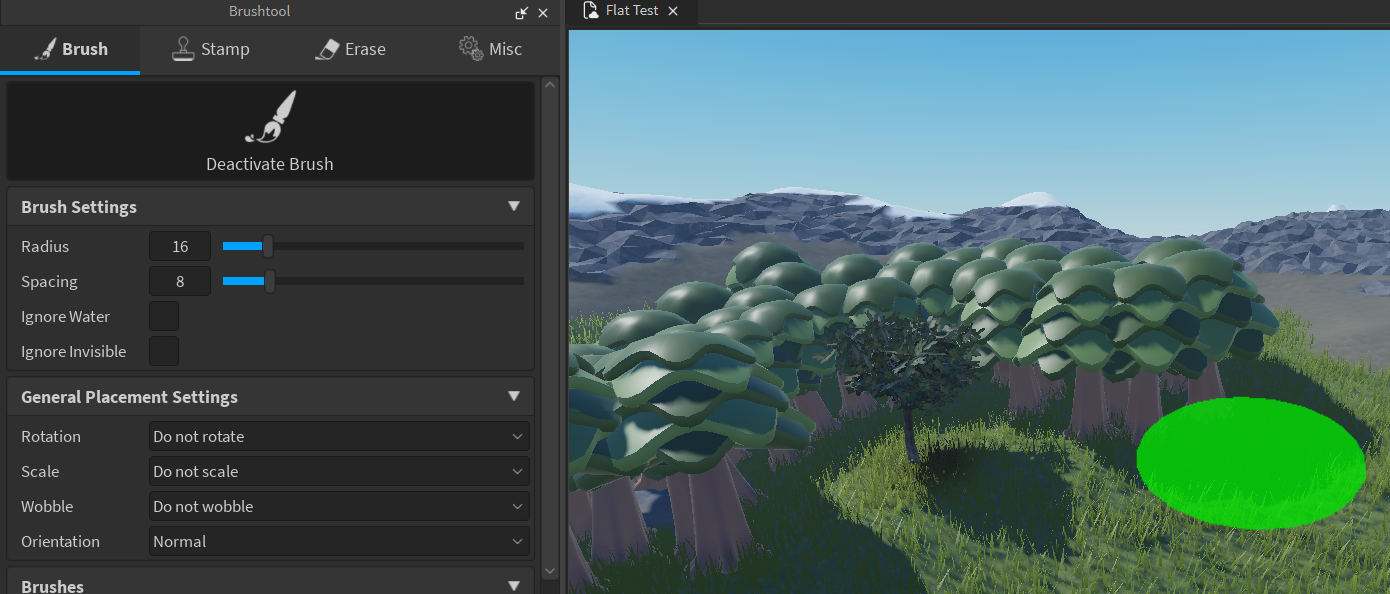 Brushtool
Flat Test
Brush
Stamp
Erase
Misc
Deactivate Brush
Brush Settings
Radius 16
Spacing 8
Ignore Water
Ignore Invisible
General Placement Settings
Rotation Do not rotate
Scale Do not scale
Wobble Do not wobble
Orientation Normal
Brushes